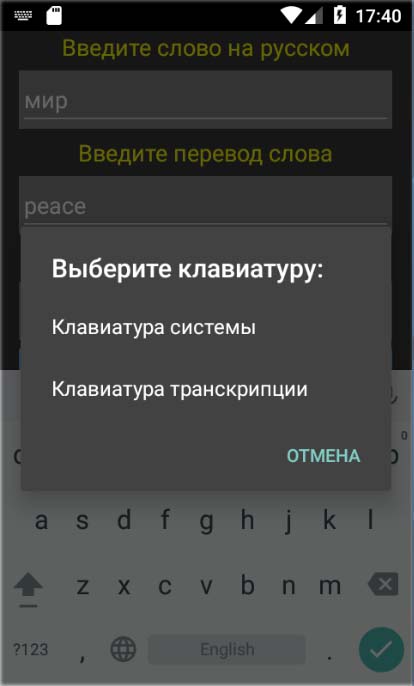 17:40
Введите слово на русском
мир
Введите перевод слова
peace
Выберите клавиатуру:
Клавиатура системы
Клавиатура транскрипции
ОТМЕНА
0
a s d f g h j k l
z x c v b n m
?123 , English .